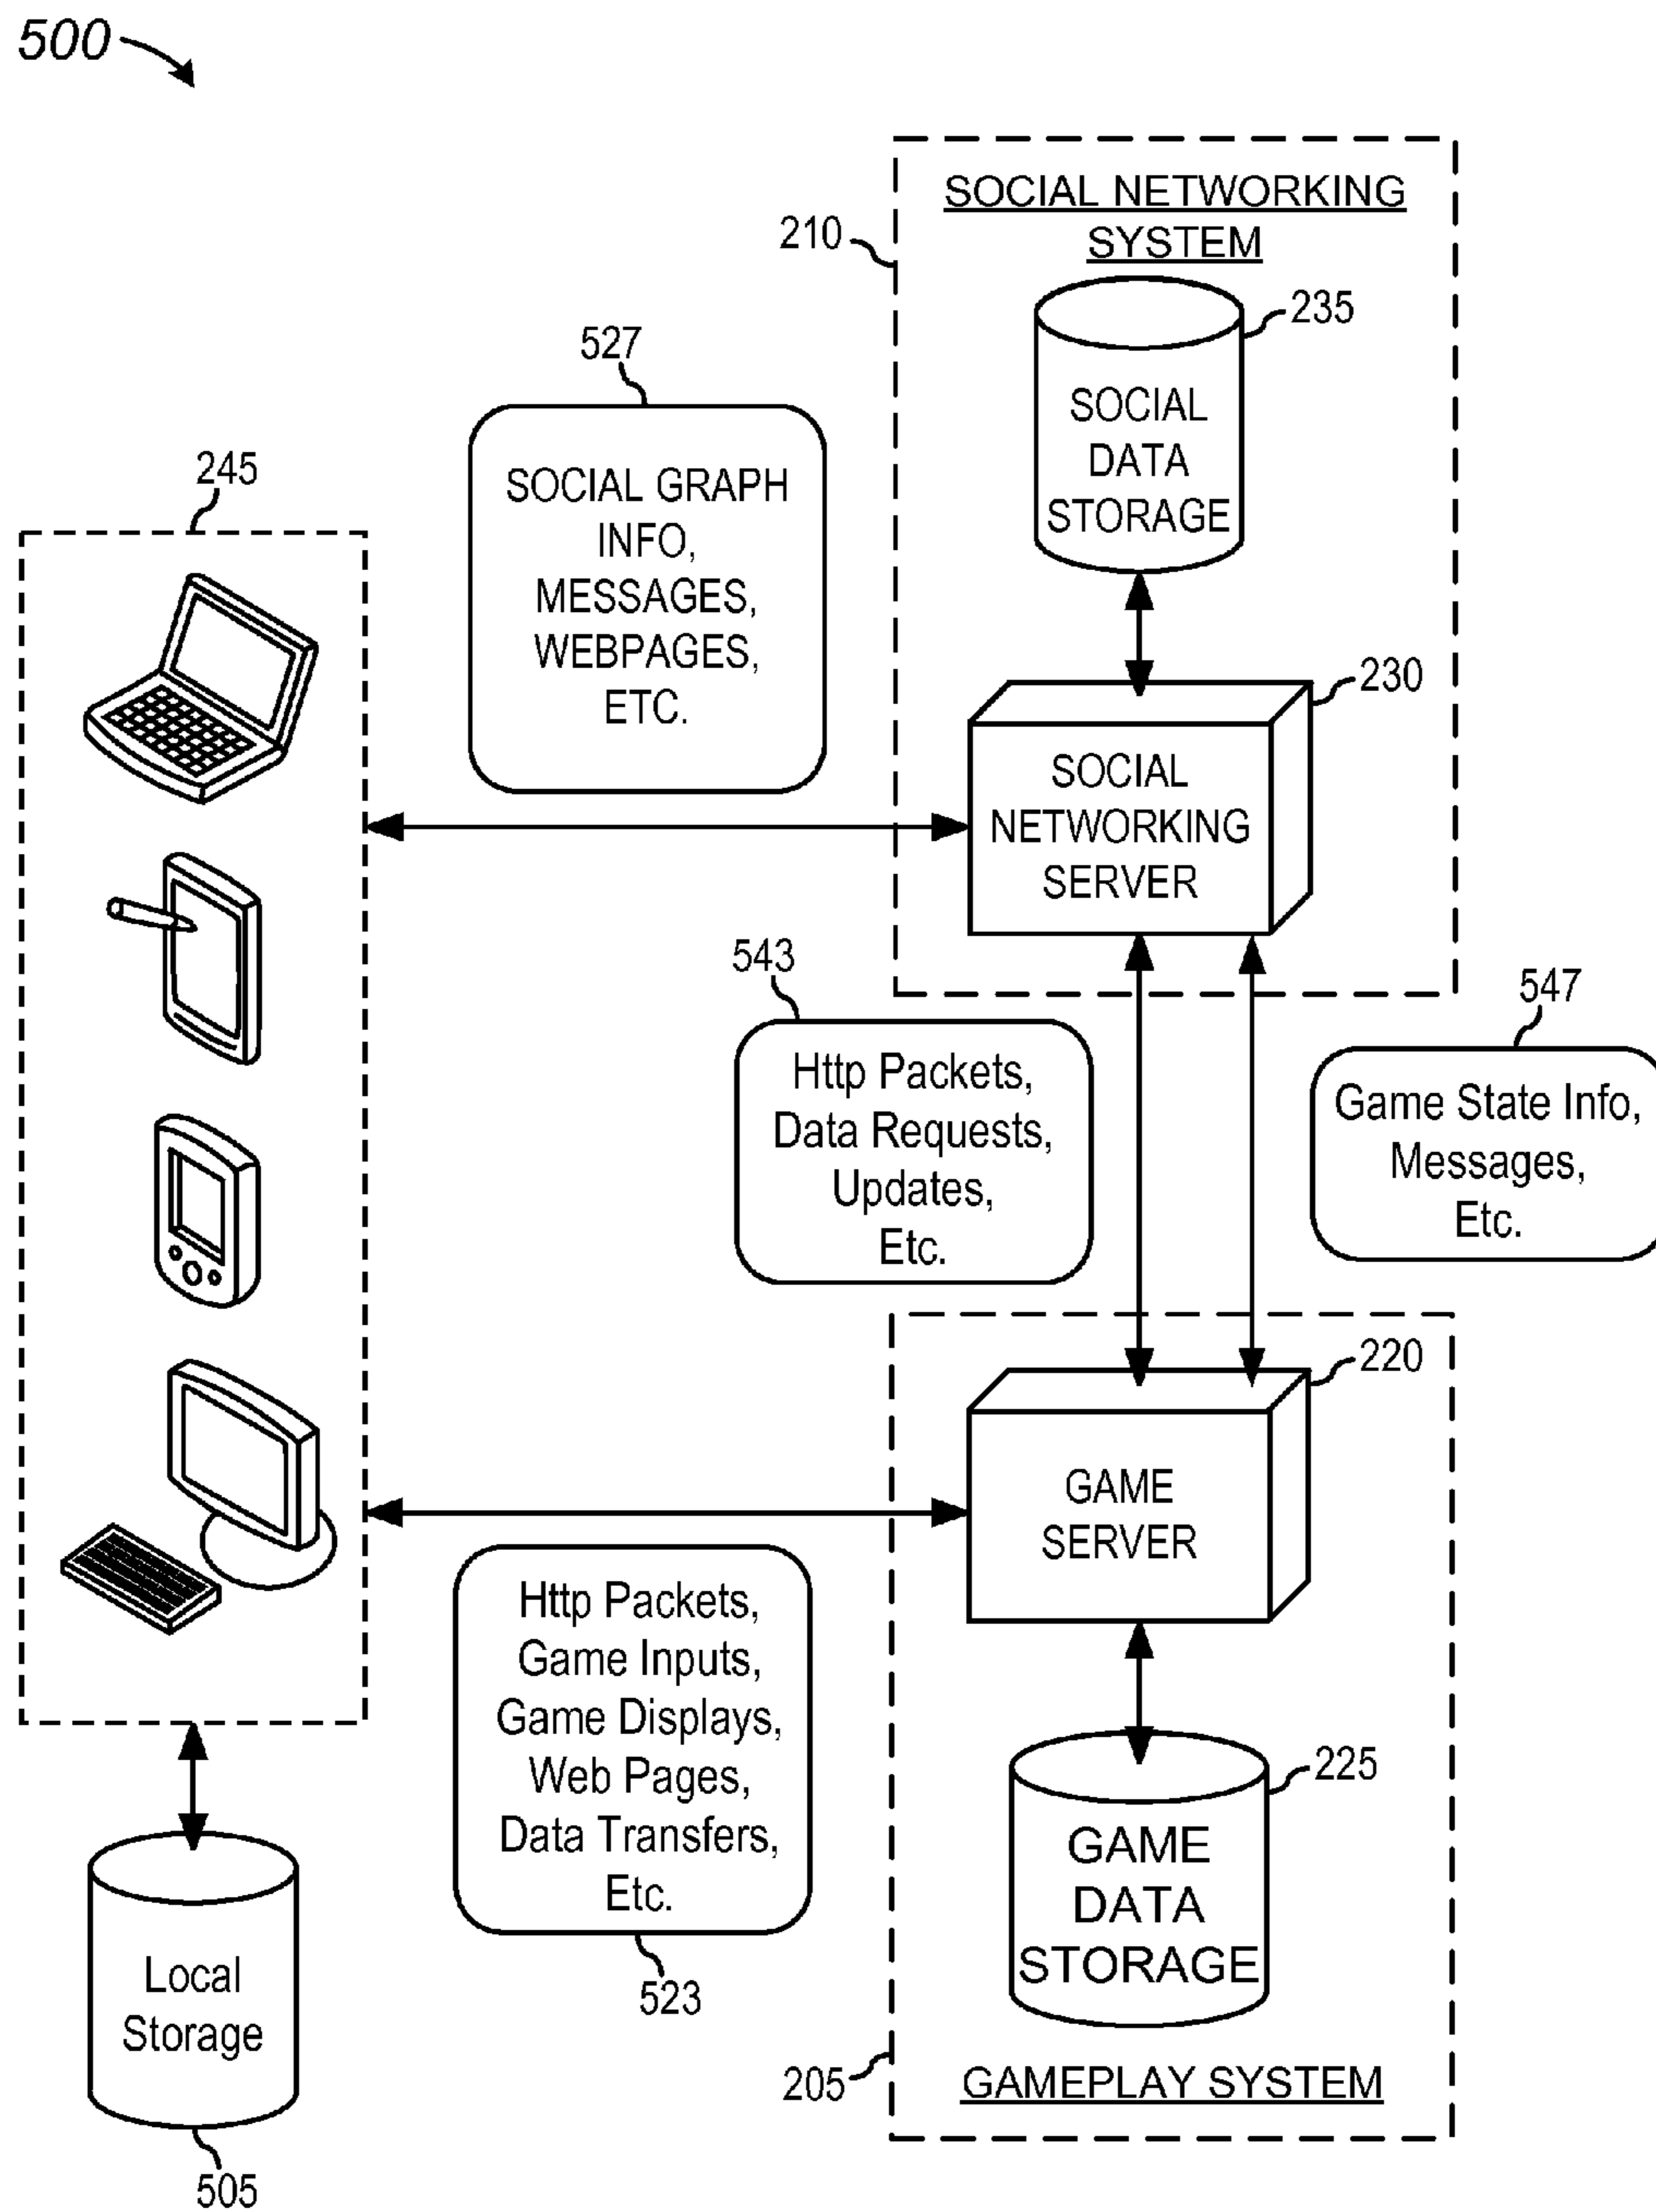 500
SOCIAL NETWORKING
SYSTEM
210
235
SOCIAL
DATA
STORAGE
527
SOCIAL GRAPH
INFO,
MESSAGES,
WEBPAGES,
ETC.
245
230
SOCIAL
NETWORKING
SERVER
543
Http Packets,
Data Requests,
Updates,
Etc.
547
Game State Info,
Messages,
Etc.
220
GAME
SERVER
Http Packets,
Game Inputs,
Game Displays,
Web Pages,
Data Transfers,
Etc.
523
225
GAME
DATA
STORAGE
Local
Storage
505
205
GAMEPLAY SYSTEM